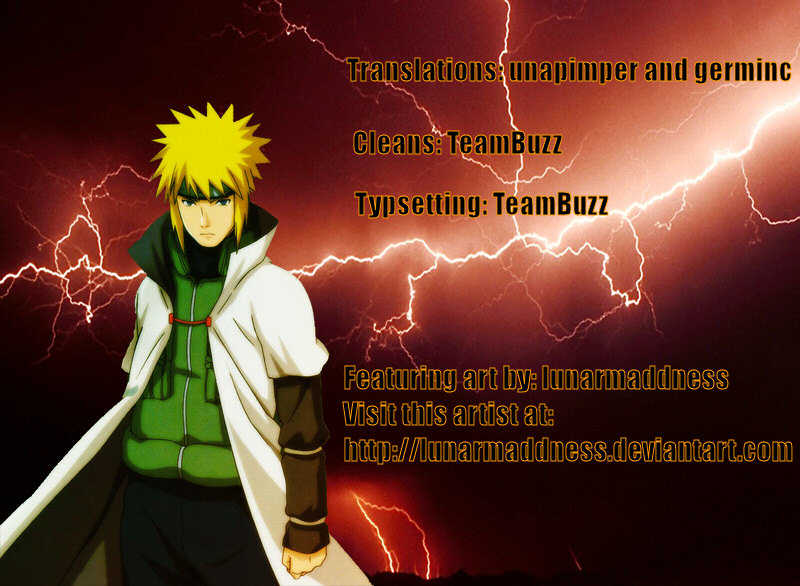 Translations: unapimper and germinc
Cleans: TeamBuzz
Typsetting: TeamBuzz
Featuring art by: lunarmaddness
Visit this artist at:
http://lunarmaddness.deviantart.com